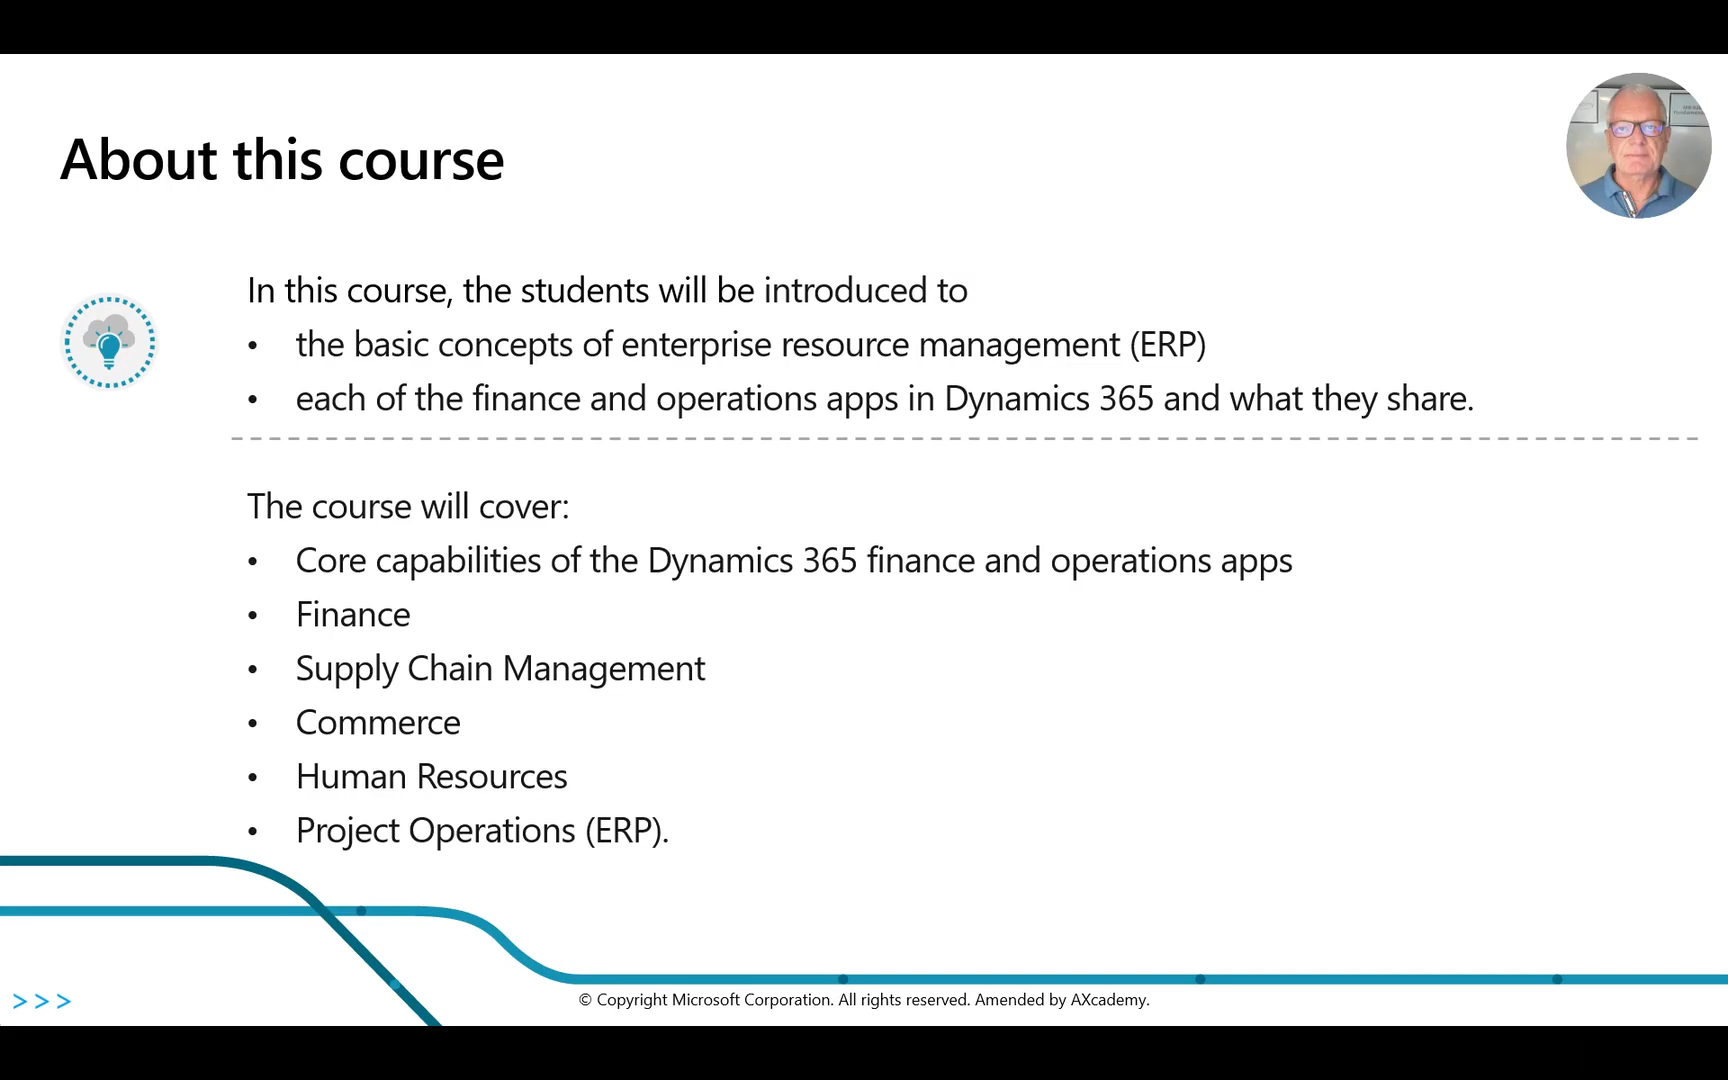 About this course
In this course, the students will be introduced to
• the basic concepts of enterprise resource management (ERP)
• each of the finance and operations apps in Dynamics 365 and what they share.
The course will cover:
• Core capabilities of the Dynamics 365 finance and operations apps
• Finance
• Supply Chain Management
• Commerce
• Human Resources
• Project Operations (ERP).
>>>
© Copyright Microsoft Corporation. All rights reserved. Amended by AXcademy.